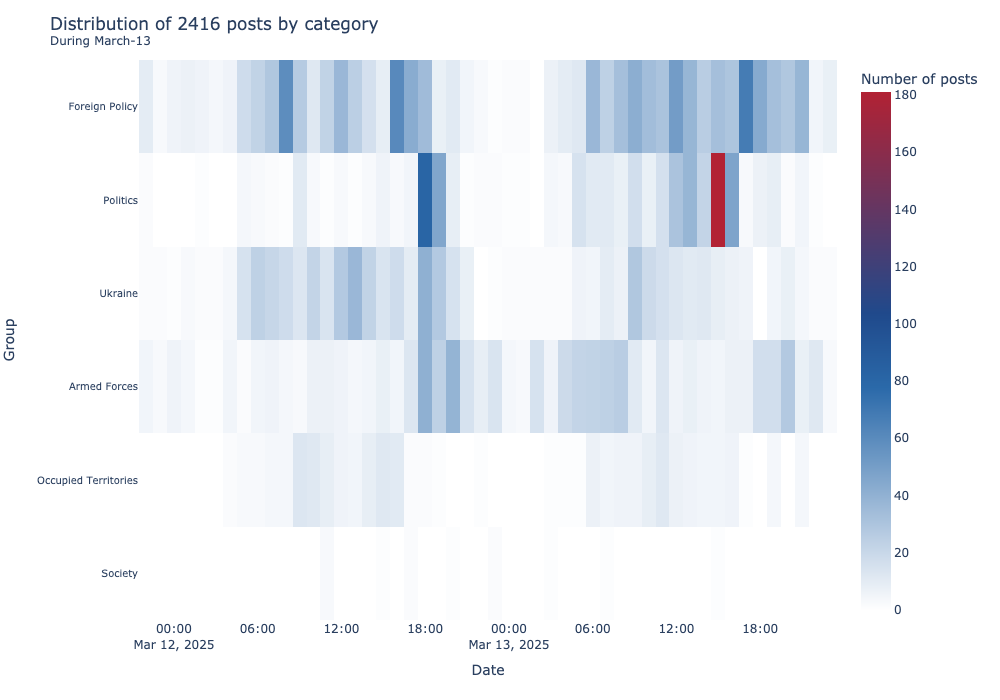 Distribution of 2416 posts by category
During March-13
Number of posts
180
160
140
120
100
80
60
40
20
0
Group
Foreign Policy
Politics
Ukraine
Armed Forces
Occupied Territories
Society
00:00 06:00 12:00 18:00 00:00 06:00 12:00 18:00
Mar 12, 2025 Mar 13, 2025
Date